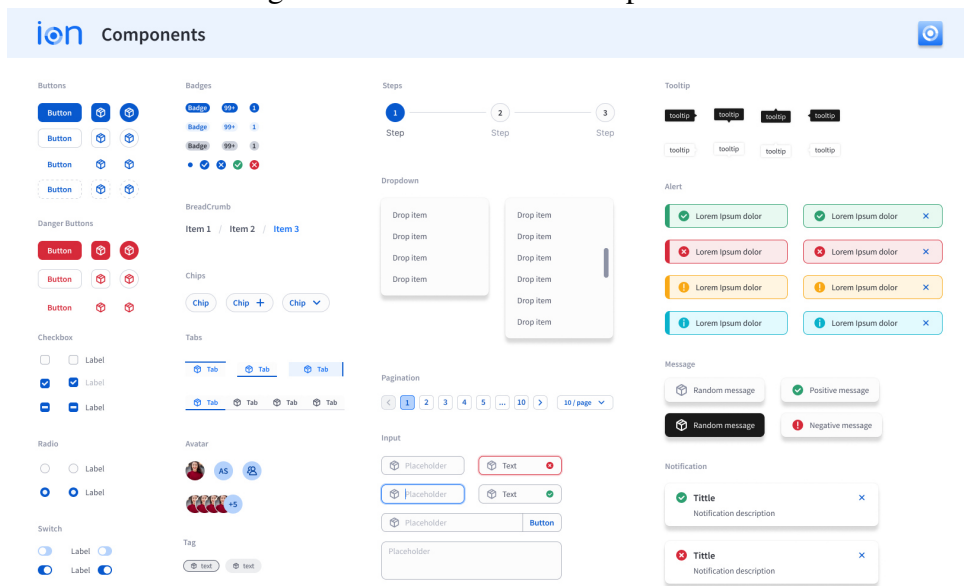 ion Components
Buttons
Button
Button
Button
Button
Danger Buttons
Button
Button
Button
Checkbox
Label
Label
Label
Radio
Label
Label
Switch
Label
Label
Badges
Badge 99+ 1
Badge 99+ 1
Badge 99+ 1
BreadCrumb
Item 1 / Item 2 / Item 3
Chips
Chip Chip + Chip
Tabs
Tab Tab Tab
Tab Tab Tab Tab
Avatar
AS
+5
Tag
text text
Steps
1 2 3
Step Step Step
Dropdown
Drop item
Drop item
Drop item
Drop item
Drop item
Drop item
Drop item
Drop item
Drop item
Drop item
Pagination
< 1 2 3 4 5 ... 10 > 10 / page
Input
Placeholder Text
Placeholder Text
Placeholder Button
Placeholder
Tooltip
tooltip tooltip tooltip tooltip
tooltip tooltip tooltip tooltip
Alert
Lorem Ipsum dolor Lorem Ipsum dolor
Lorem Ipsum dolor Lorem Ipsum dolor
Lorem Ipsum dolor Lorem Ipsum dolor
Lorem Ipsum dolor Lorem Ipsum dolor
Message
Random message Positive message
Random message Negative message
Notification
Tittle
Notification description
Tittle
Notification description